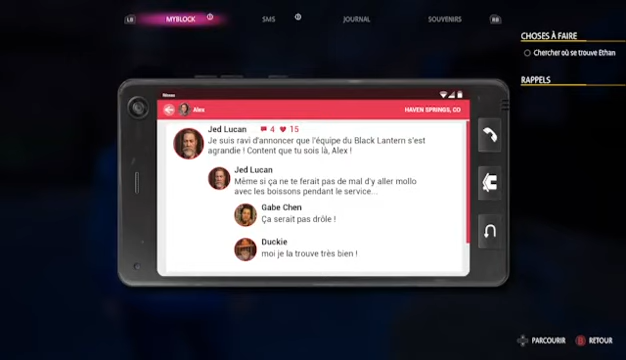 LB
MYBLOCK
SMS
JOURNAL
SOUVENIRS
RB
CHOSES À FAIRE
Chercher où se trouve Ethan
RAPPELS
Alex
HAVEN SPRINGS, CO
Jed Lucan 4 15
Je suis ravi d'annoncer que l'équipe du Black Lantern s'est
agrandie ! Content que tu sois là, Alex !
Jed Lucan
Même si ça ne te ferait pas de mal d'y aller mollo
avec les boissons pendant le service...
Gabe Chen
Ça serait pas drôle !
Duckie
moi je la trouve très bien !
PARCOURIR
RETOUR